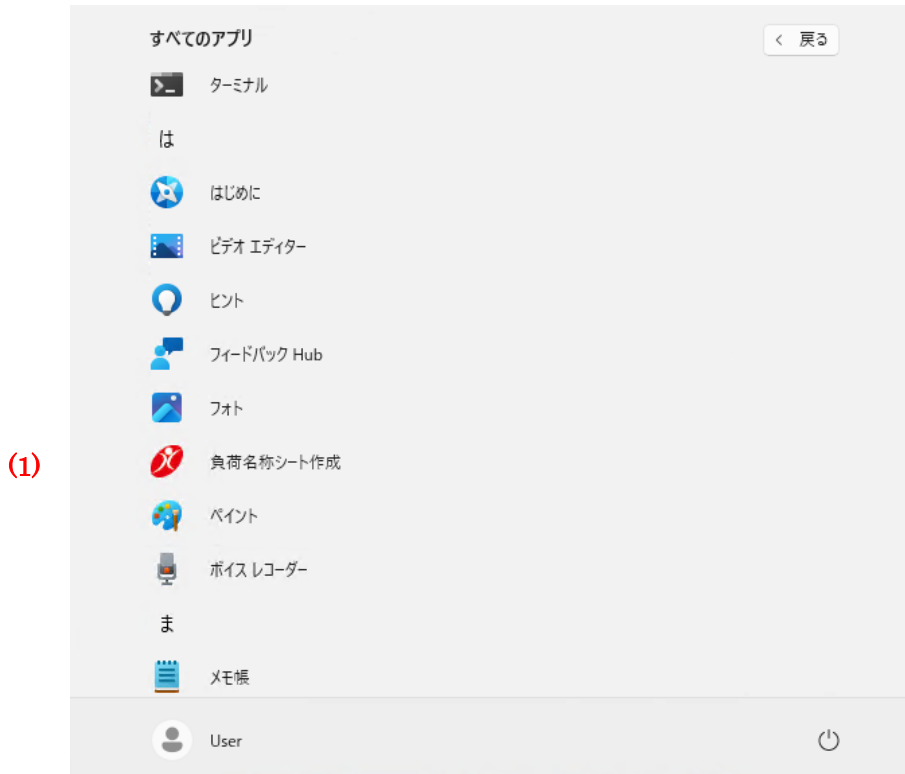 すべてのアプリ
< 戻る
ターミナル
は
はじめに
ビデオ エディター
ヒント
フィードバック Hub
フォト
(1)
負荷名称シート作成
ペイント
ボイス レコーダー
ま
メモ帳
User